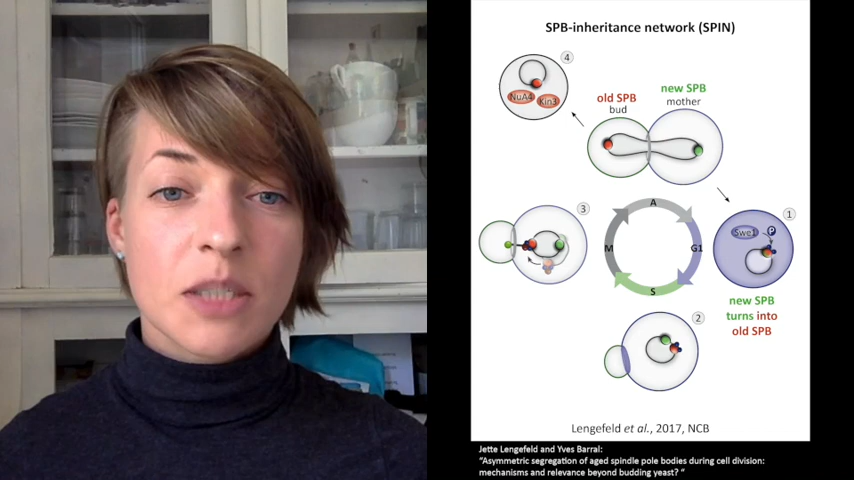 SPB-inheritance network (SPIN)
4
NuA4
Kin3
old SPB
bud
new SPB
mother
3
A
M
G1
S
1
Swe1
P
new SPB
turns into
old SPB
2
Lengefeld et al., 2017, NCB
Jette Lengefeld and Yves Barral:
"Asymmetric segregation of aged spindle pole bodies during cell division:
mechanisms and relevance beyond budding yeast? "